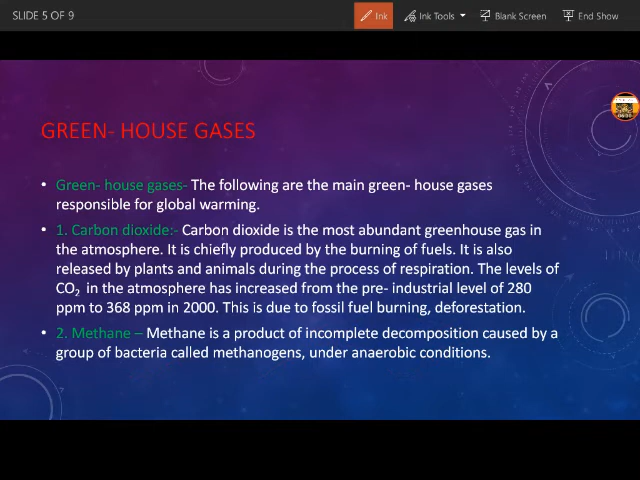 SLIDE 5 OF 9
Ink
Ink Tools
Blank Screen
End Show
GREEN- HOUSE GASES
• Green- house gases- The following are the main green- house gases
responsible for global warming.
• 1. Carbon dioxide:- Carbon dioxide is the most abundant greenhouse gas in
the atmosphere. It is chiefly produced by the burning of fuels. It is also
released by plants and animals during the process of respiration. The levels of
CO₂ in the atmosphere has increased from the pre- industrial level of 280
ppm to 368 ppm in 2000. This is due to fossil fuel burning, deforestation.
• 2. Methane – Methane is a product of incomplete decomposition caused by a
group of bacteria called methanogens, under anaerobic conditions.